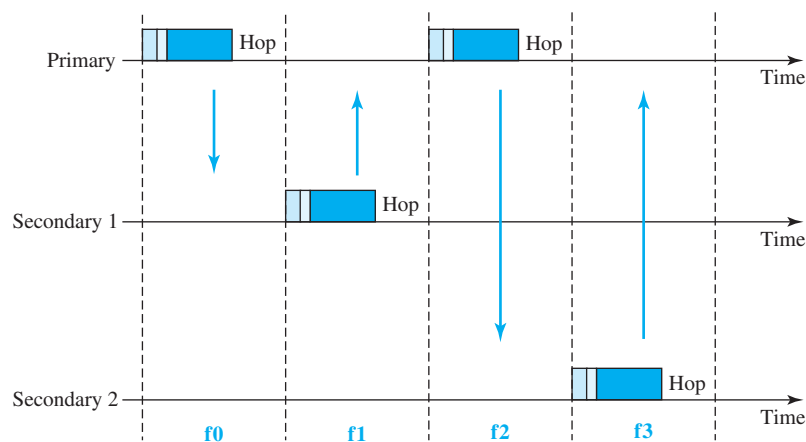 Hop
Hop
Primary
Time
Hop
Secondary 1
Time
Hop
Secondary 2
Time
f0 f1 f2 f3